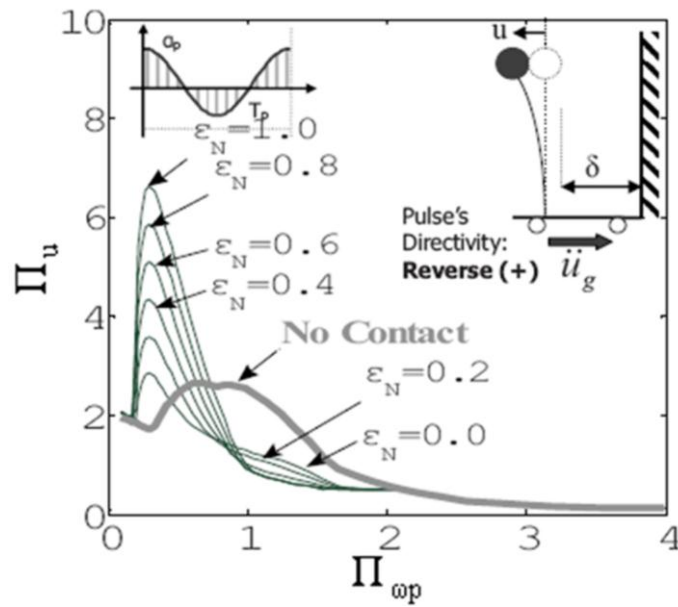 10
8
6
4
2
0
0
1
2
3
4
Π_u
Π_ωp
a_p
T_p
ε_N=1.0
ε_N=0.8
ε_N=0.6
ε_N=0.4
No Contact
ε_N=0.2
ε_N=0.0
u
δ
Pulse's
Directivity:
Reverse (+)
ü_g